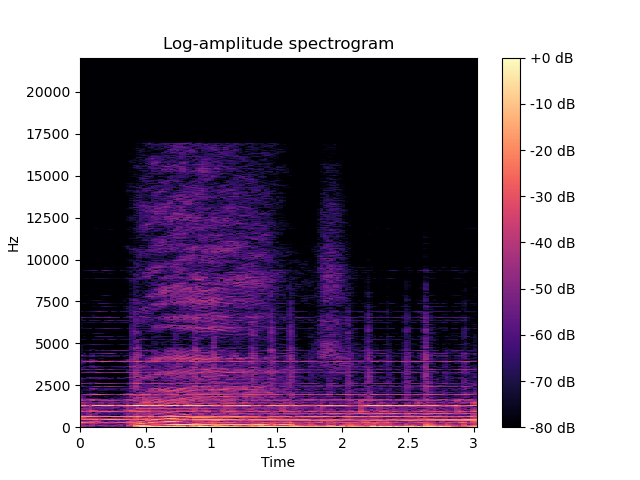 Log-amplitude spectrogram
20000
17500
15000
12500
10000
7500
5000
2500
0
Hz
0
0.5
1
1.5
2
2.5
3
Time
+0 dB
-10 dB
-20 dB
-30 dB
-40 dB
-50 dB
-60 dB
-70 dB
-80 dB